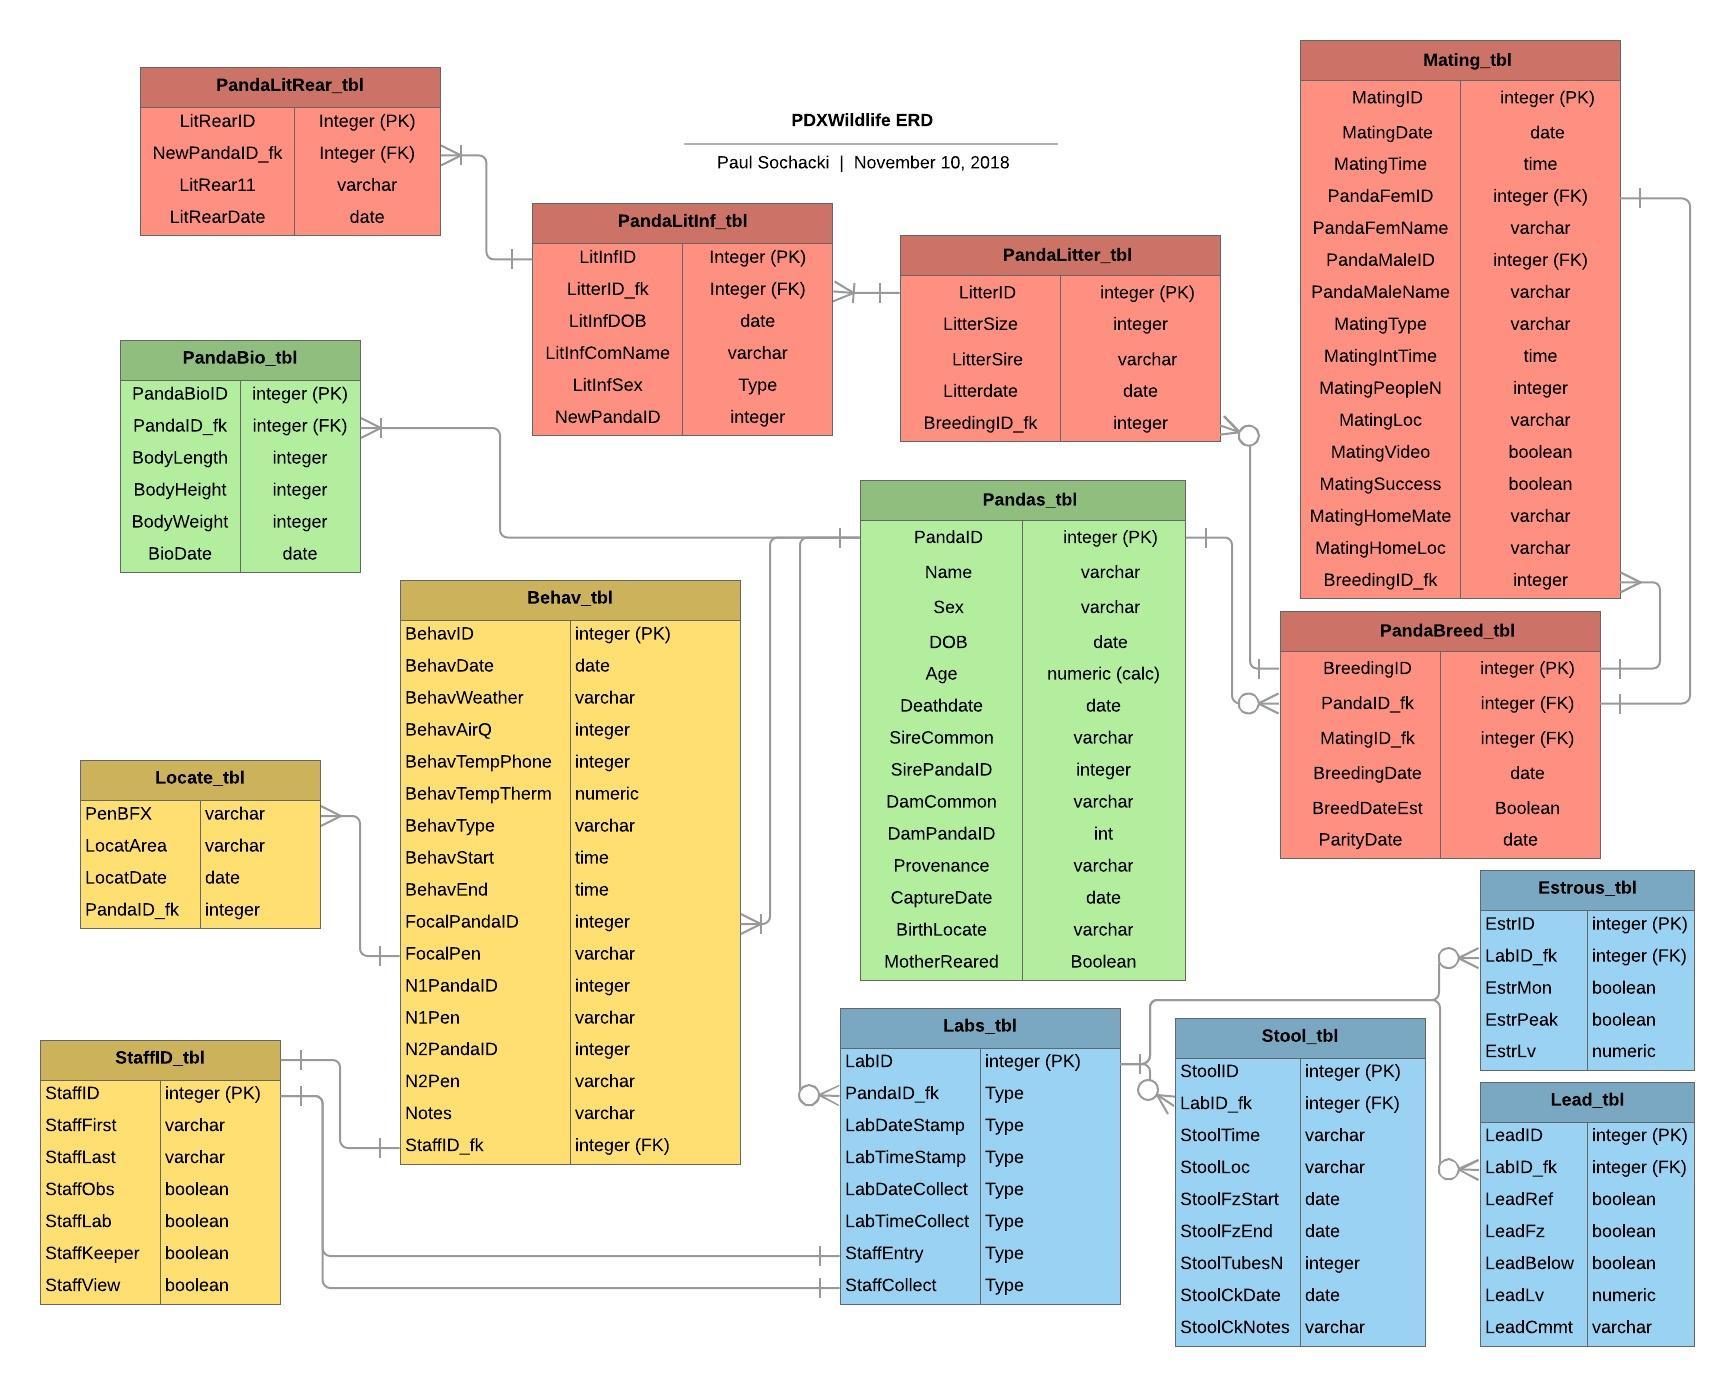 PDXWildlife ERD
Paul Sochacki | November 10, 2018
PandaLitRear_tbl
LitRearID Integer (PK)
NewPandaID_fk Integer (FK)
LitRear11 varchar
LitRearDate date
PandaLitInf_tbl
LitInfID Integer (PK)
LitterID_fk Integer (FK)
LitInfDOB date
LitInfComName varchar
LitInfSex Type
NewPandaID integer
PandaLitter_tbl
LitterID integer (PK)
LitterSize integer
LitterSire varchar
Litterdate date
BreedingID_fk integer
Mating_tbl
MatingID integer (PK)
MatingDate date
MatingTime time
PandaFemID integer (FK)
PandaFemName varchar
PandaMaleID integer (FK)
PandaMaleName varchar
MatingType varchar
MatingIntTime time
MatingPeopleN integer
MatingLoc varchar
MatingVideo boolean
MatingSuccess boolean
MatingHomeMate varchar
MatingHomeLoc varchar
BreedingID_fk integer
PandaBio_tbl
PandaBioID integer (PK)
PandaID_fk integer (FK)
BodyLength integer
BodyHeight integer
BodyWeight integer
BioDate date
Pandas_tbl
PandaID integer (PK)
Name varchar
Sex varchar
DOB date
Age numeric (calc)
Deathdate date
SireCommon varchar
SirePandaID integer
DamCommon varchar
DamPandaID int
Provenance varchar
CaptureDate date
BirthLocate varchar
MotherReared Boolean
PandaBreed_tbl
BreedingID integer (PK)
PandaID_fk integer (FK)
MatingID_fk integer (FK)
BreedingDate date
BreedDateEst Boolean
ParityDate date
Behav_tbl
BehavID integer (PK)
BehavDate date
BehavWeather varchar
BehavAirQ integer
BehavTempPhone integer
BehavTempTherm numeric
BehavType varchar
BehavStart time
BehavEnd time
FocalPandaID integer
FocalPen varchar
N1PandaID integer
N1Pen varchar
N2PandaID integer
N2Pen varchar
Notes varchar
StaffID_fk integer (FK)
Locate_tbl
PenBFX varchar
LocatArea varchar
LocatDate date
PandaID_fk integer
StaffID_tbl
StaffID integer (PK)
StaffFirst varchar
StaffLast varchar
StaffObs boolean
StaffLab boolean
StaffKeeper boolean
StaffView boolean
Labs_tbl
LabID integer (PK)
PandaID_fk Type
LabDateStamp Type
LabTimeStamp Type
LabDateCollect Type
LabTimeCollect Type
StaffEntry Type
StaffCollect Type
Stool_tbl
StoolID integer (PK)
LabID_fk integer (FK)
StoolTime varchar
StoolLoc varchar
StoolFzStart date
StoolFzEnd date
StoolTubesN integer
StoolCkDate date
StoolCkNotes varchar
Estrous_tbl
EstrID integer (PK)
LabID_fk integer (FK)
EstrMon boolean
EstrPeak boolean
EstrLv numeric
Lead_tbl
LeadID integer (PK)
LabID_fk integer (FK)
LeadRef boolean
LeadFz boolean
LeadBelow boolean
LeadLv numeric
LeadCmmt varchar